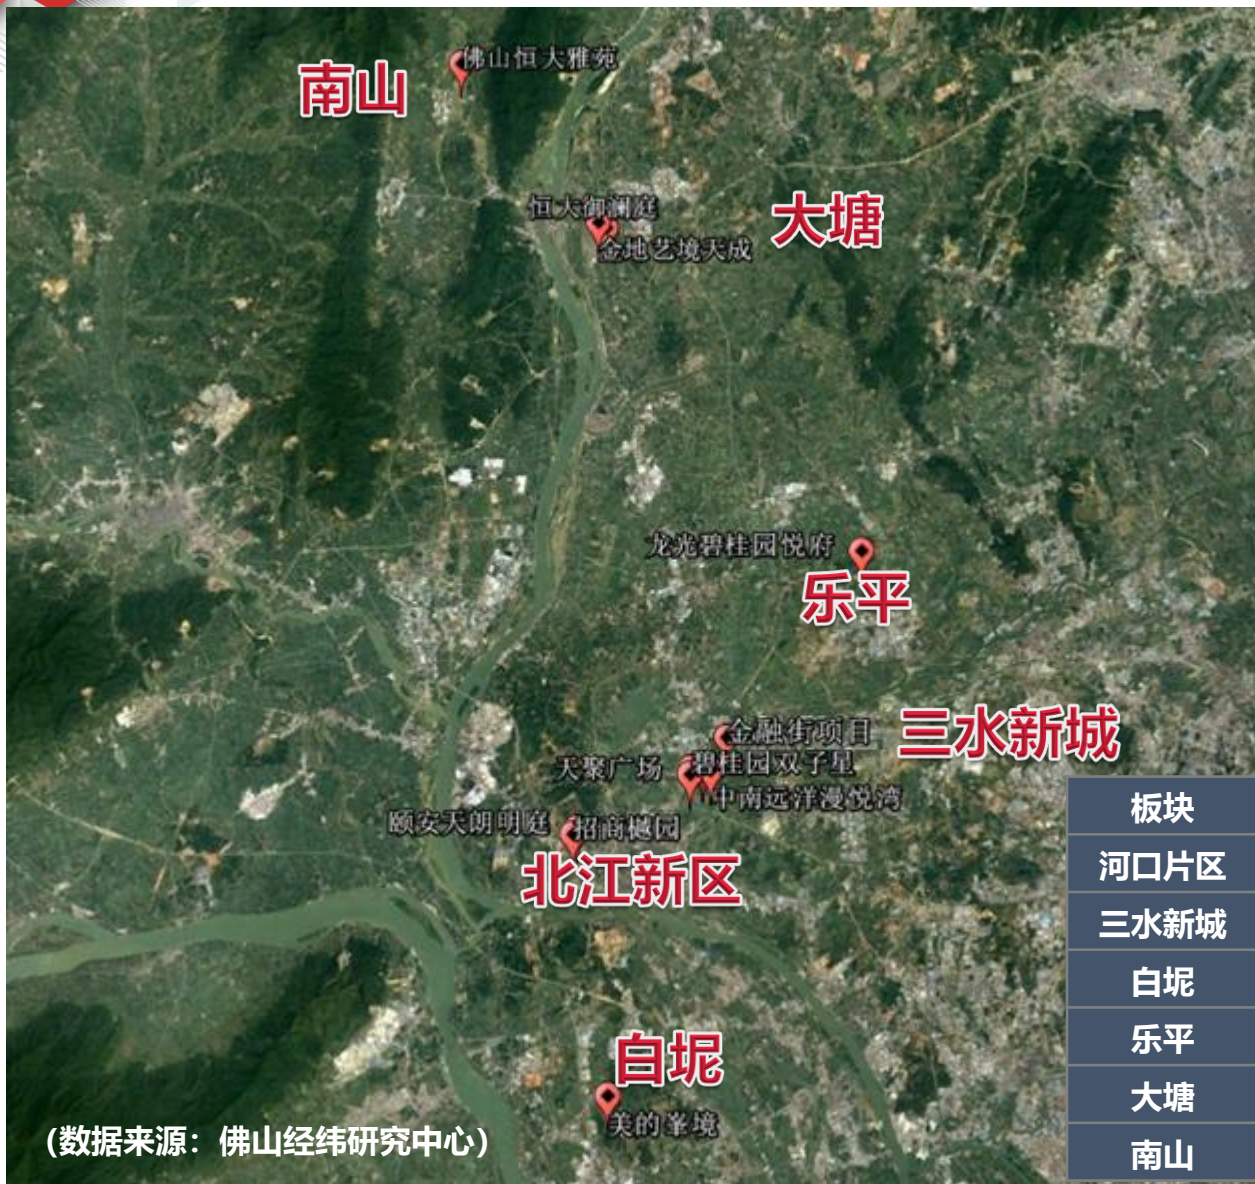 佛山恒大雅苑
南山
恒大御澜庭
大塘
金地艺境天成
龙光碧桂园悦府
乐平
金融街项目
三水新城
天聚广场
碧桂园双子星
中南远洋漫悦湾
颐安天朗明庭
招商樾园
北江新区
白坭
美的峯境
(数据来源：佛山经纬研究中心)
板块
河口片区
三水新城
白坭
乐平
大塘
南山